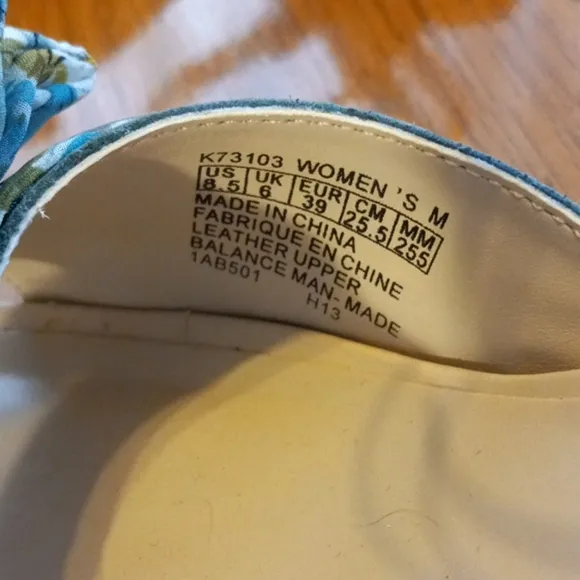 K73103 WOMEN'S M
US UK EUR CM MM
8.5 6 39 25.5 255
MADE IN CHINA
FABRIQUE EN CHINE
LEATHER UPPER
BALANCE MAN-MADE
1AB501 H13